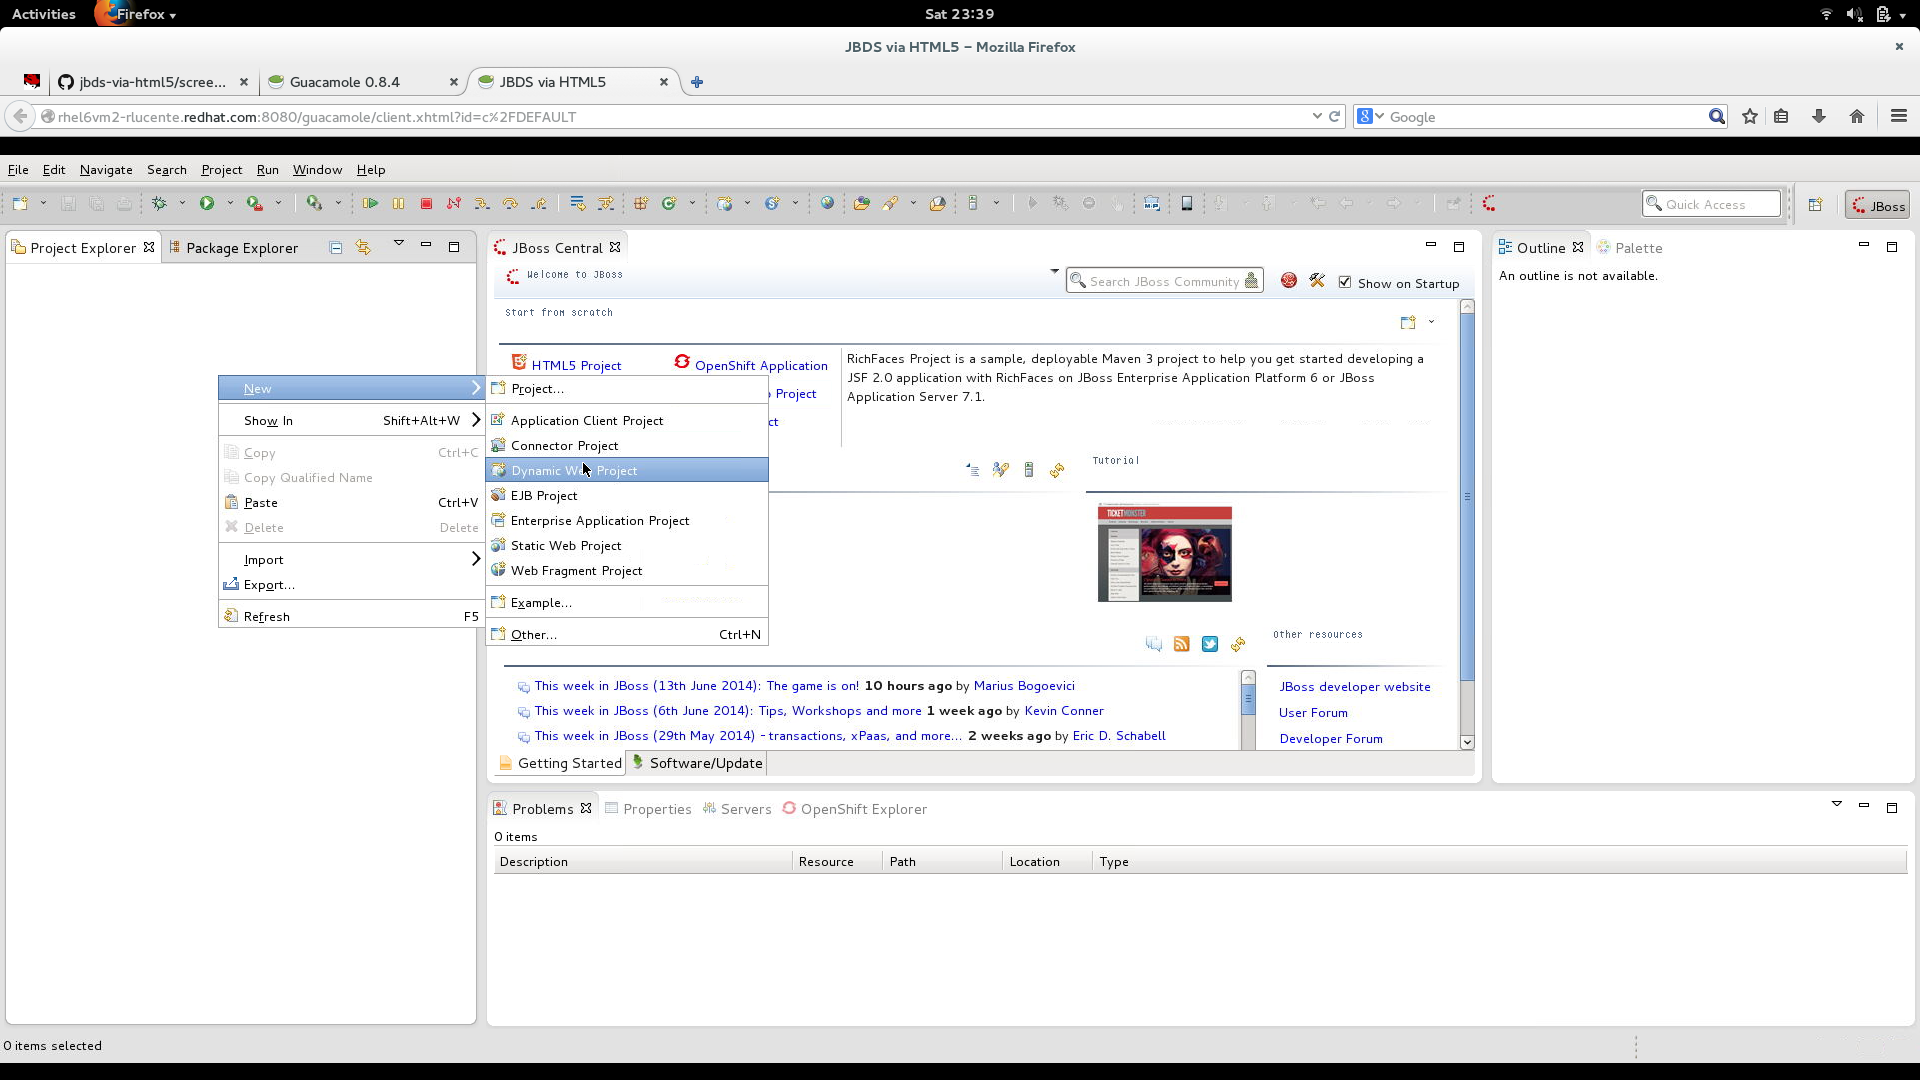 Activities Firefox Sat 23:39
JBDS via HTML5 - Mozilla Firefox
jbds-via-html5/scree... Guacamole 0.8.4 JBDS via HTML5
rhel6vm2-rlucente.redhat.com:8080/guacamole/client.xhtml?id=c%2FDEFAULT Google
File Edit Navigate Search Project Run Window Help
Quick Access JBoss
Project Explorer Package Explorer
JBoss Central
Outline Palette
Welcome to JBoss Search JBoss Community Show on Startup
An outline is not available.
Start from scratch
HTML5 Project OpenShift Application
Project
RichFaces Project is a sample, deployable Maven 3 project to help you get started developing a
JSF 2.0 application with RichFaces on JBoss Enterprise Application Platform 6 or JBoss
Application Server 7.1.
New
Show In Shift+Alt+W
Copy Ctrl+C
Copy Qualified Name
Paste Ctrl+V
Delete Delete
Import
Export...
Refresh F5
Project...
Application Client Project
Connector Project
Dynamic Web Project
EJB Project
Enterprise Application Project
Static Web Project
Web Fragment Project
Example...
Other... Ctrl+N
Tutorial
TICKETMONSTER
Other resources
This week in JBoss (13th June 2014): The game is on! 10 hours ago by Marius Bogoevici
This week in JBoss (6th June 2014): Tips, Workshops and more 1 week ago by Kevin Conner
This week in JBoss (29th May 2014) - transactions, xPaas, and more... 2 weeks ago by Eric D. Schabell
JBoss developer website
User Forum
Developer Forum
Getting Started Software/Update
Problems Properties Servers OpenShift Explorer
0 items
Description Resource Path Location Type
0 items selected